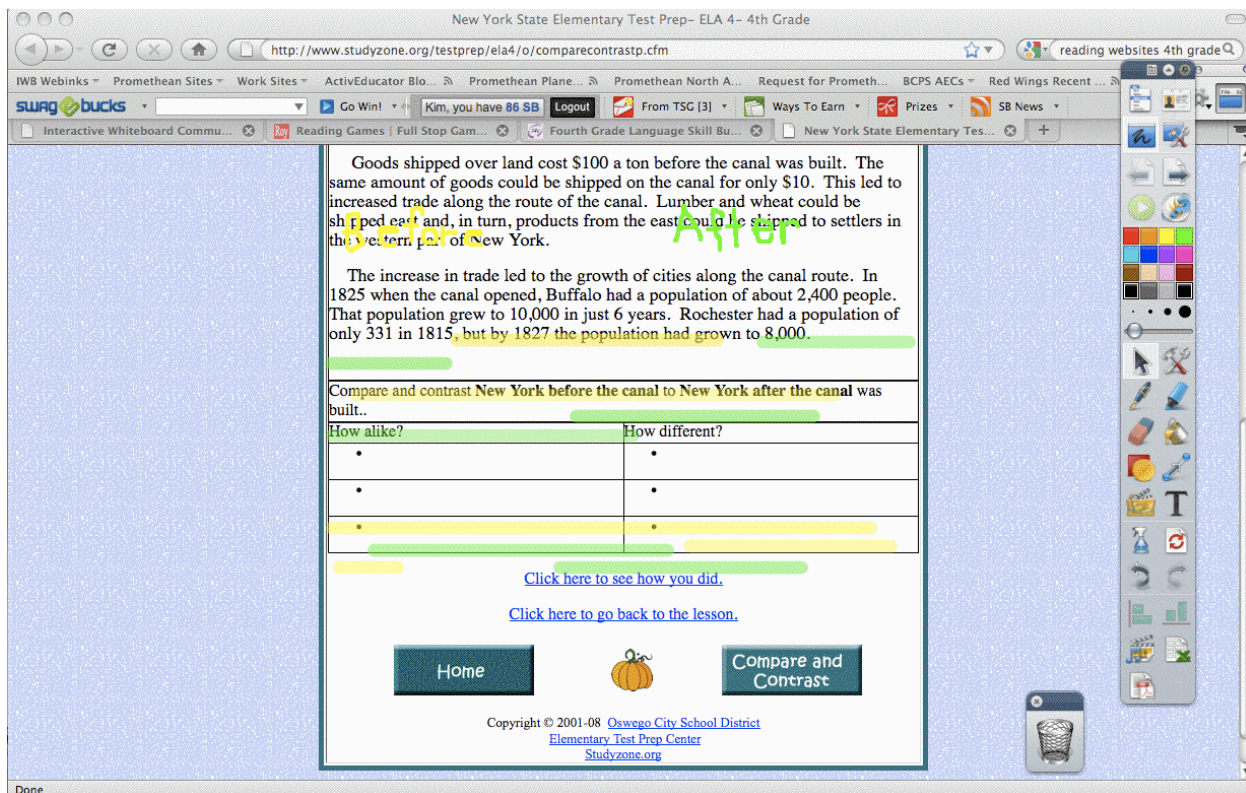 New York State Elementary Test Prep- ELA 4- 4th Grade
http://www.studyzone.org/testprep/ela4/o/comparecontrastp.cfm
reading websites 4th grade
IWB Webinks Promethean Sites Work Sites ActivEducator Blo... Promethean Plane... Promethean North A... Request for Prometh... BCPS AECs Red Wings Recent ...
swagbucks Go Win! Kim, you have 86 SB Logout From TSG [3] Ways To Earn Prizes SB News
Interactive Whiteboard Commu... Roy Reading Games | Full Stop Gam... Fourth Grade Language Skill Bu... New York State Elementary Tes... +
Goods shipped over land cost $100 a ton before the canal was built. The
same amount of goods could be shipped on the canal for only $10. This led to
increased trade along the route of the canal. Lumber and wheat could be
shipped east and, in turn, products from the east could be shipped to settlers in
the western part of New York.
Before After
The increase in trade led to the growth of cities along the canal route. In
1825 when the canal opened, Buffalo had a population of about 2,400 people.
That population grew to 10,000 in just 6 years. Rochester had a population of
only 331 in 1815, but by 1827 the population had grown to 8,000.
Compare and contrast New York before the canal to New York after the canal was
built..
How alike? How different?
• •
• •
• •
Click here to see how you did.
Click here to go back to the lesson.
Home
Compare and
Contrast
Copyright © 2001-08 Oswego City School District
Elementary Test Prep Center
Studyzone.org
T
Done